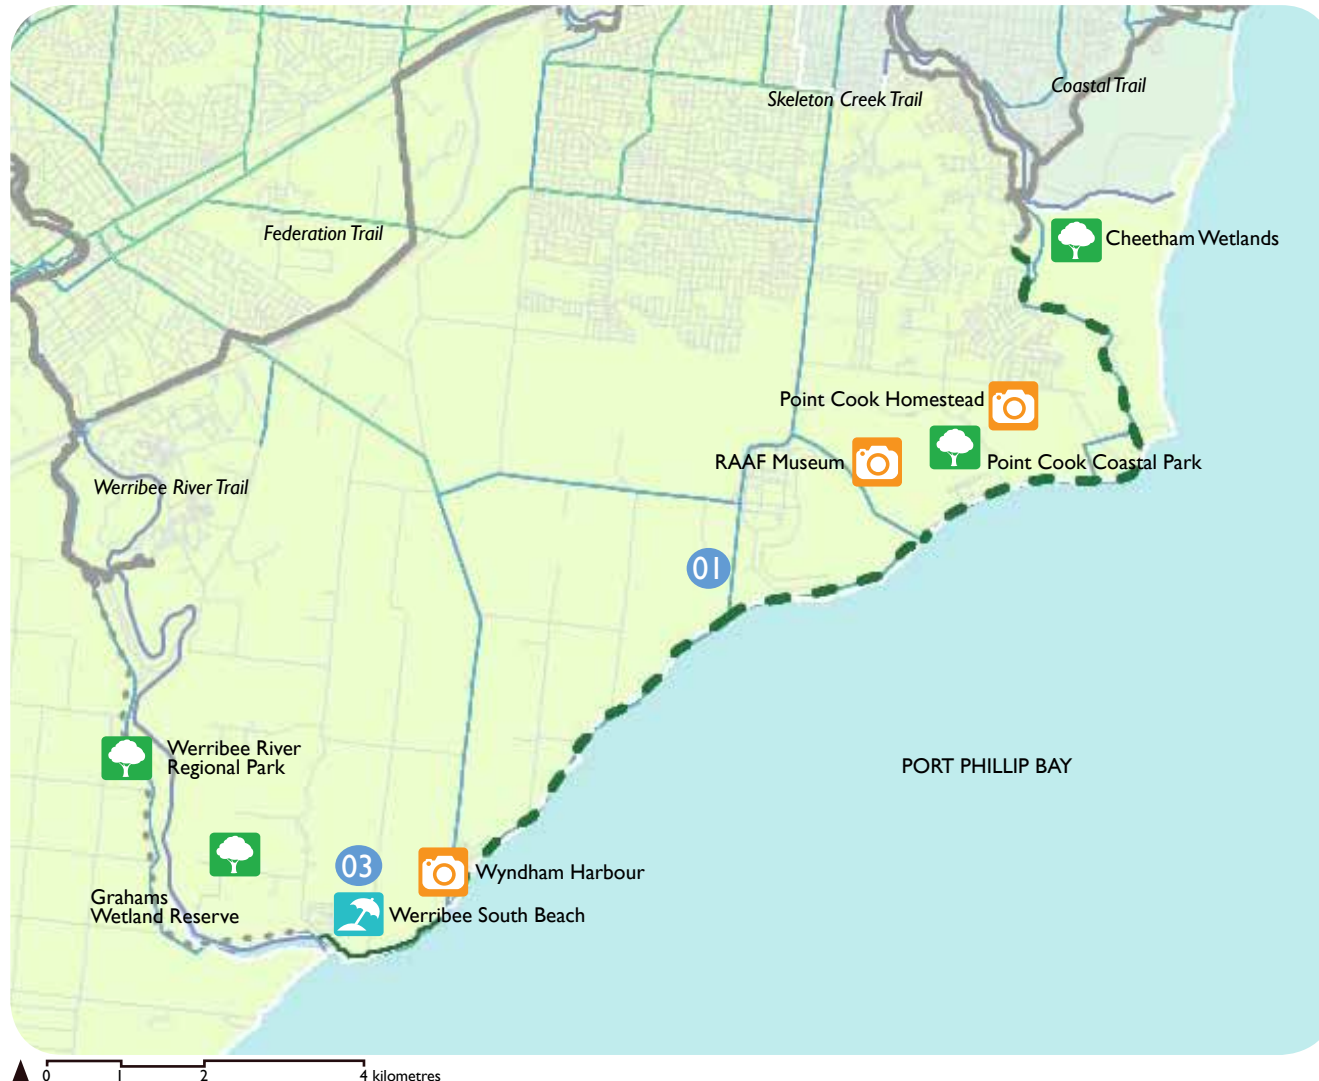 Coastal Trail
Skeleton Creek Trail
Federation Trail
Cheetham Wetlands
Point Cook Homestead
RAAF Museum
Point Cook Coastal Park
Werribee River Trail
01
Werribee River
Regional Park
PORT PHILLIP BAY
03
Wyndham Harbour
Grahams
Wetland Reserve
Werribee South Beach
0 1 2 4 kilometres